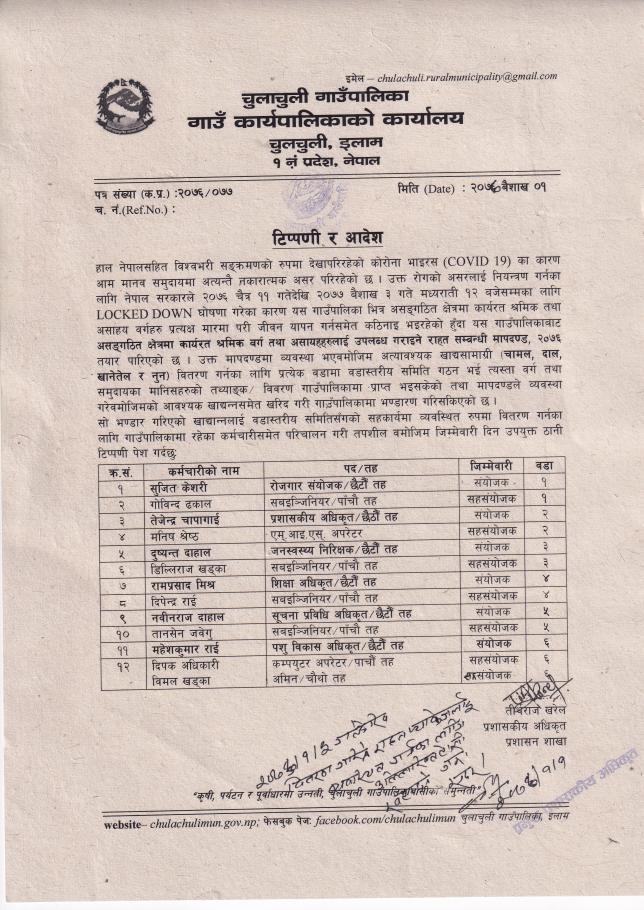 इमेल – chulachuli.ruralmunicipality@gmail.com
चुलाचुली गाउँपालिका
गाउँ कार्यपालिकाको कार्यालय
चुलचुली, इलाम
१ नं प्रदेश, नेपाल
पत्र संख्या (क.प्र.) :२०७६/०७७ मिति (Date) : २०७७ बैशाख ०१
च. नं.(Ref.No.) :
टिप्पणी र आदेश
हाल नेपालसहित विश्वभरी सङ्क्रमणको रुपमा देखापरिरहेको कोरोना भाइरस (COVID 19) का कारण
आम मानव समुदायमा अत्यन्तै नकारात्मक असर परिरहेको छ । उक्त रोगको असरलाई नियन्त्रण गर्नका
लागि नेपाल सरकारले २०७६ चैत्र ११ गतेदेखि २०७७ बैशाख ३ गते मध्यराती १२ बजेसम्मका लागि
LOCKED DOWN घोषणा गरेका कारण यस गाउँपालिका भित्र असङ्गठित क्षेत्रमा कार्यरत श्रमिक तथा
असाहय वर्गहरु प्रत्यक्ष मारमा परी जीवन यापन गर्नसमेत कठिनाइ भइरहेको हुँदा यस गाउँपालिकाबाट
असङ्गठित क्षेत्रमा कार्यरत श्रमिक वर्ग तथा असायहहरुलाई उपलब्ध गराइने राहत सम्बन्धी मापदण्ड, २०७६
तयार पारिएको छ । उक्त मापदण्डमा व्यवस्था भएबमोजिम अत्यावश्यक खाद्यसामाग्री (चामल, दाल,
खानेतेल र नुन) वितरण गर्नका लागि प्रत्येक वडामा वडास्तरीय समिति गठन भई त्यस्ता वर्ग तथा
समुदायका मानिसहरुको तथ्याङ्क/ विवरण गाउँपालिकामा प्राप्त भइसकेको तथा मापदण्डले व्यवस्था
गरेबमोजिमको आवश्यक खाद्यन्नसमेत खरिद गरी गाउँपालिकामा भण्डारण गरिसकिएको छ ।
सो भण्डार गरिएको खाद्यान्नलाई वडास्तरीय समितिसँगको सहकार्यमा व्यवस्थित रुपमा वितरण गर्नका
लागि गाउँपालिकामा रहेका कर्मचारीसमेत परिचालन गरी तपशील वमोजिम जिम्मेवारी दिन उपयुक्त ठानी
टिप्पणी पेश गर्दछु:
क्र.सं. कर्मचारीको नाम पद/तह जिम्मेवारी वडा
१ सुजित केशरी रोजगार संयोजक/छैटौं तह संयोजक १
२ गोविन्द ढकाल सबइञ्जिनियर/पाँचौ तह सहसंयोजक १
३ तेजेन्द्र चापागाई प्रशासकीय अधिकृत/छैठौं तह संयोजक २
४ मनिष श्रेष्ठ एम्.आइ.एस्. अपरेटर सहसंयोजक २
५ दुष्यन्त दाहाल जनस्वस्थ्य निरिक्षक/छैटौं तह संयोजक ३
६ डिल्लिराज खड्का सबइञ्जिनियर/पाँचौ तह सहसंयोजक ३
७ रामप्रसाद मिश्र शिक्षा अधिकृत/छैटौं तह संयोजक ४
८ दिपेन्द्र राई सबइञ्जिनियर/पाँचौ तह सहसंयोजक ४
९ नवीनराज दाहाल सूचना प्रविधि अधिकृत/छैटौं तह संयोजक ५
१० तानसेन जवेगु सबइञ्जिनियर/पाँचौ तह सहसंयोजक ५
११ महेशकुमार राई पशु विकास अधिकृत/छैटौं तह संयोजक ६
१२ दिपक अधिकारी कम्पयुटर अपरेटर/पाचौं तह सहसंयोजक ६
विमल खड्का अमिन/चौथो तह सहसंयोजक ६
तीर्थराज खरेल
प्रशासकीय अधिकृत
प्रशासन शाखा
"कृषी, पर्यटन र पूर्वाधारमा उन्नती, चुलाचुली गाउँपालिकाबासीको समुन्नती"
website– chulachulimun.gov.np; फेसबुक पेज: facebook.com/chulachulimun चुलाचुली गाउँपालिका, इलाम